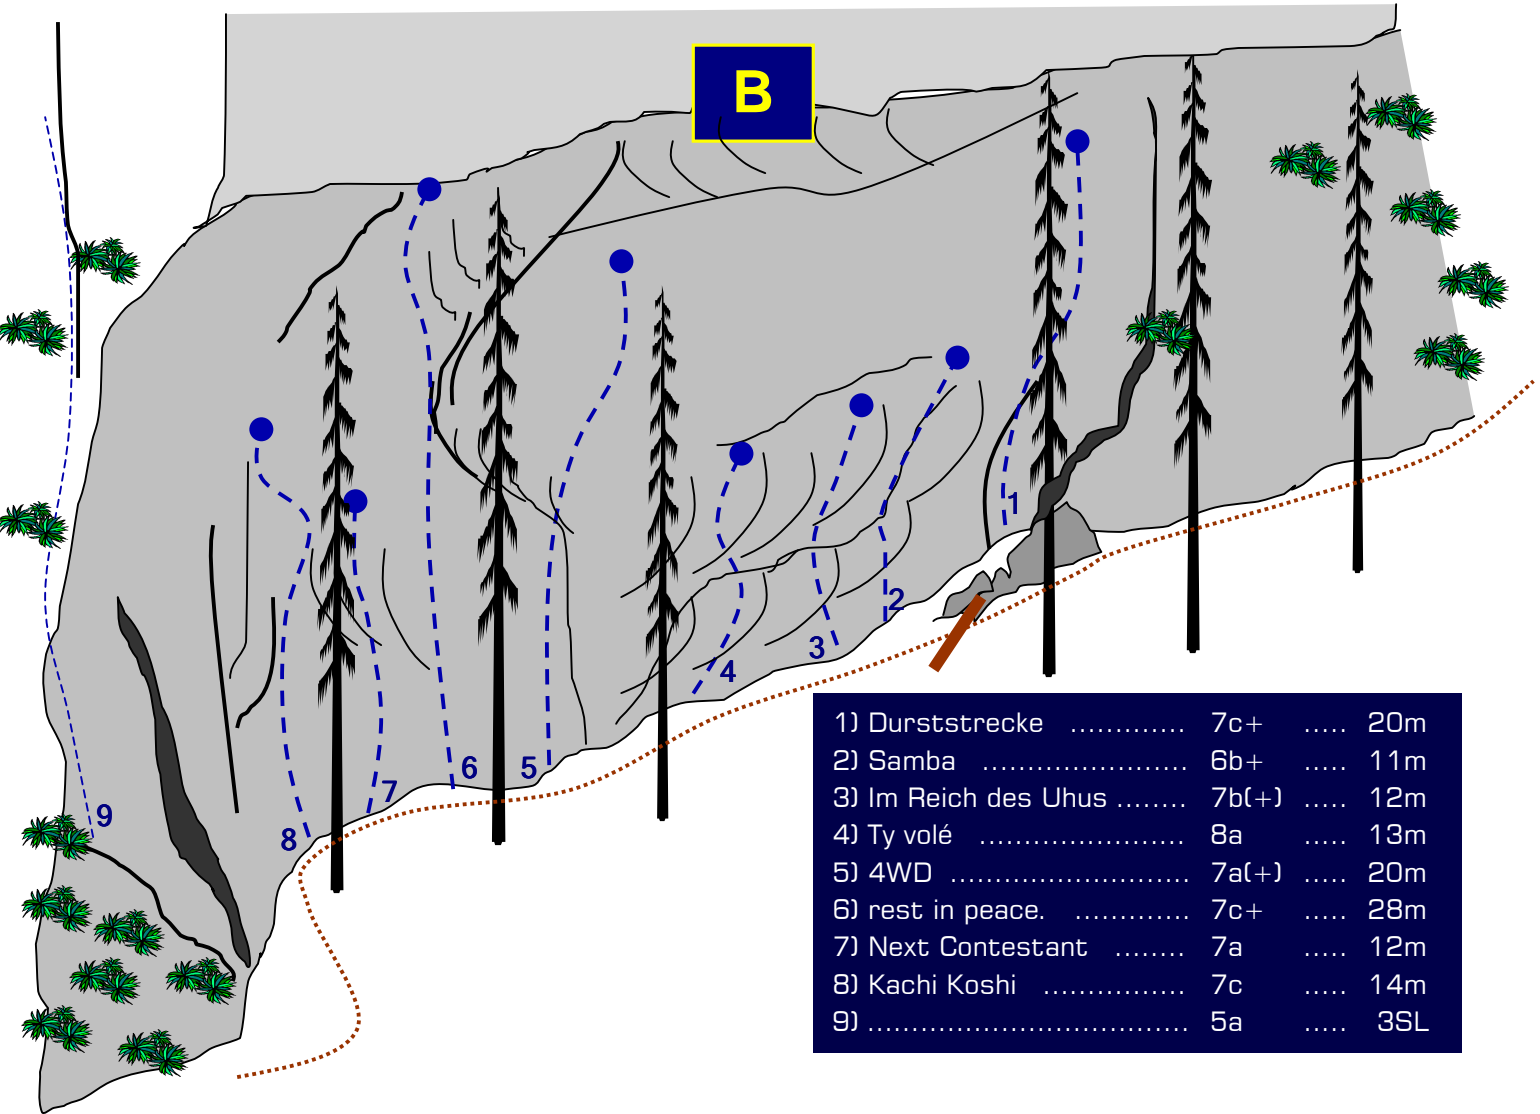 B
1
2
3
4
5
6
7
8
9
1) Durststrecke ............. 7c+ ..... 20m
2) Samba ....................... 6b+ ..... 11m
3) Im Reich des Uhus ........ 7b(+) ..... 12m
4) Ty volé ....................... 8a ..... 13m
5) 4WD ........................... 7a(+) ..... 20m
6) rest in peace. ............. 7c+ ..... 28m
7) Next Contestant ........ 7a ..... 12m
8) Kachi Koshi ................ 7c ..... 14m
9) ..................................... 5a ..... 3SL